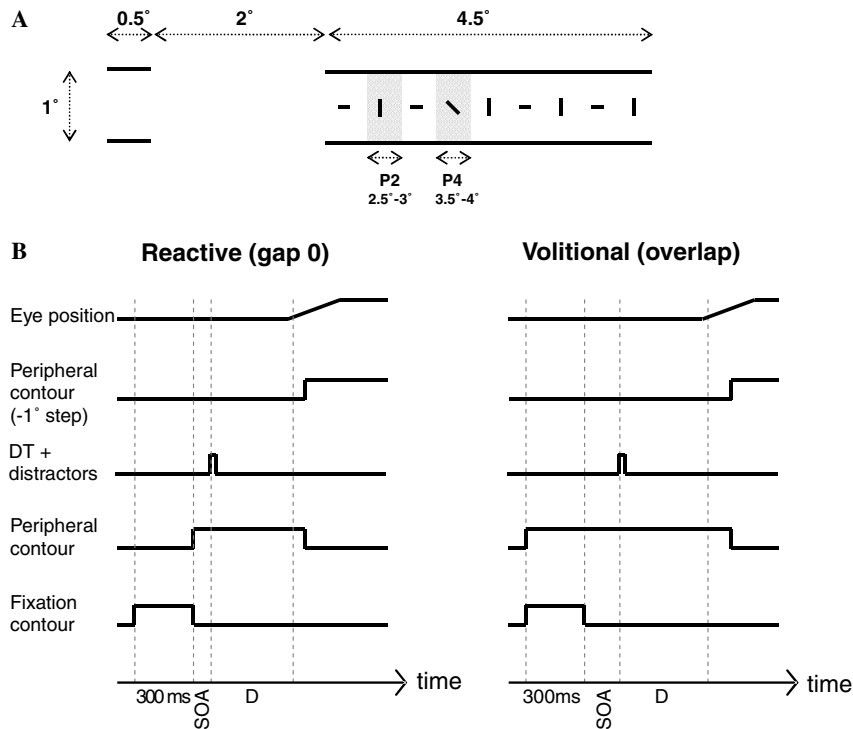 A
0.5°
2°
4.5°
1°
P2
2.5°-3°
P4
3.5°-4°
B
Reactive (gap 0)
Volitional (overlap)
Eye position
Peripheral
contour
(-1° step)
DT +
distractors
Peripheral
contour
Fixation
contour
time
300 ms
SOA
D
time
300ms
SOA
D